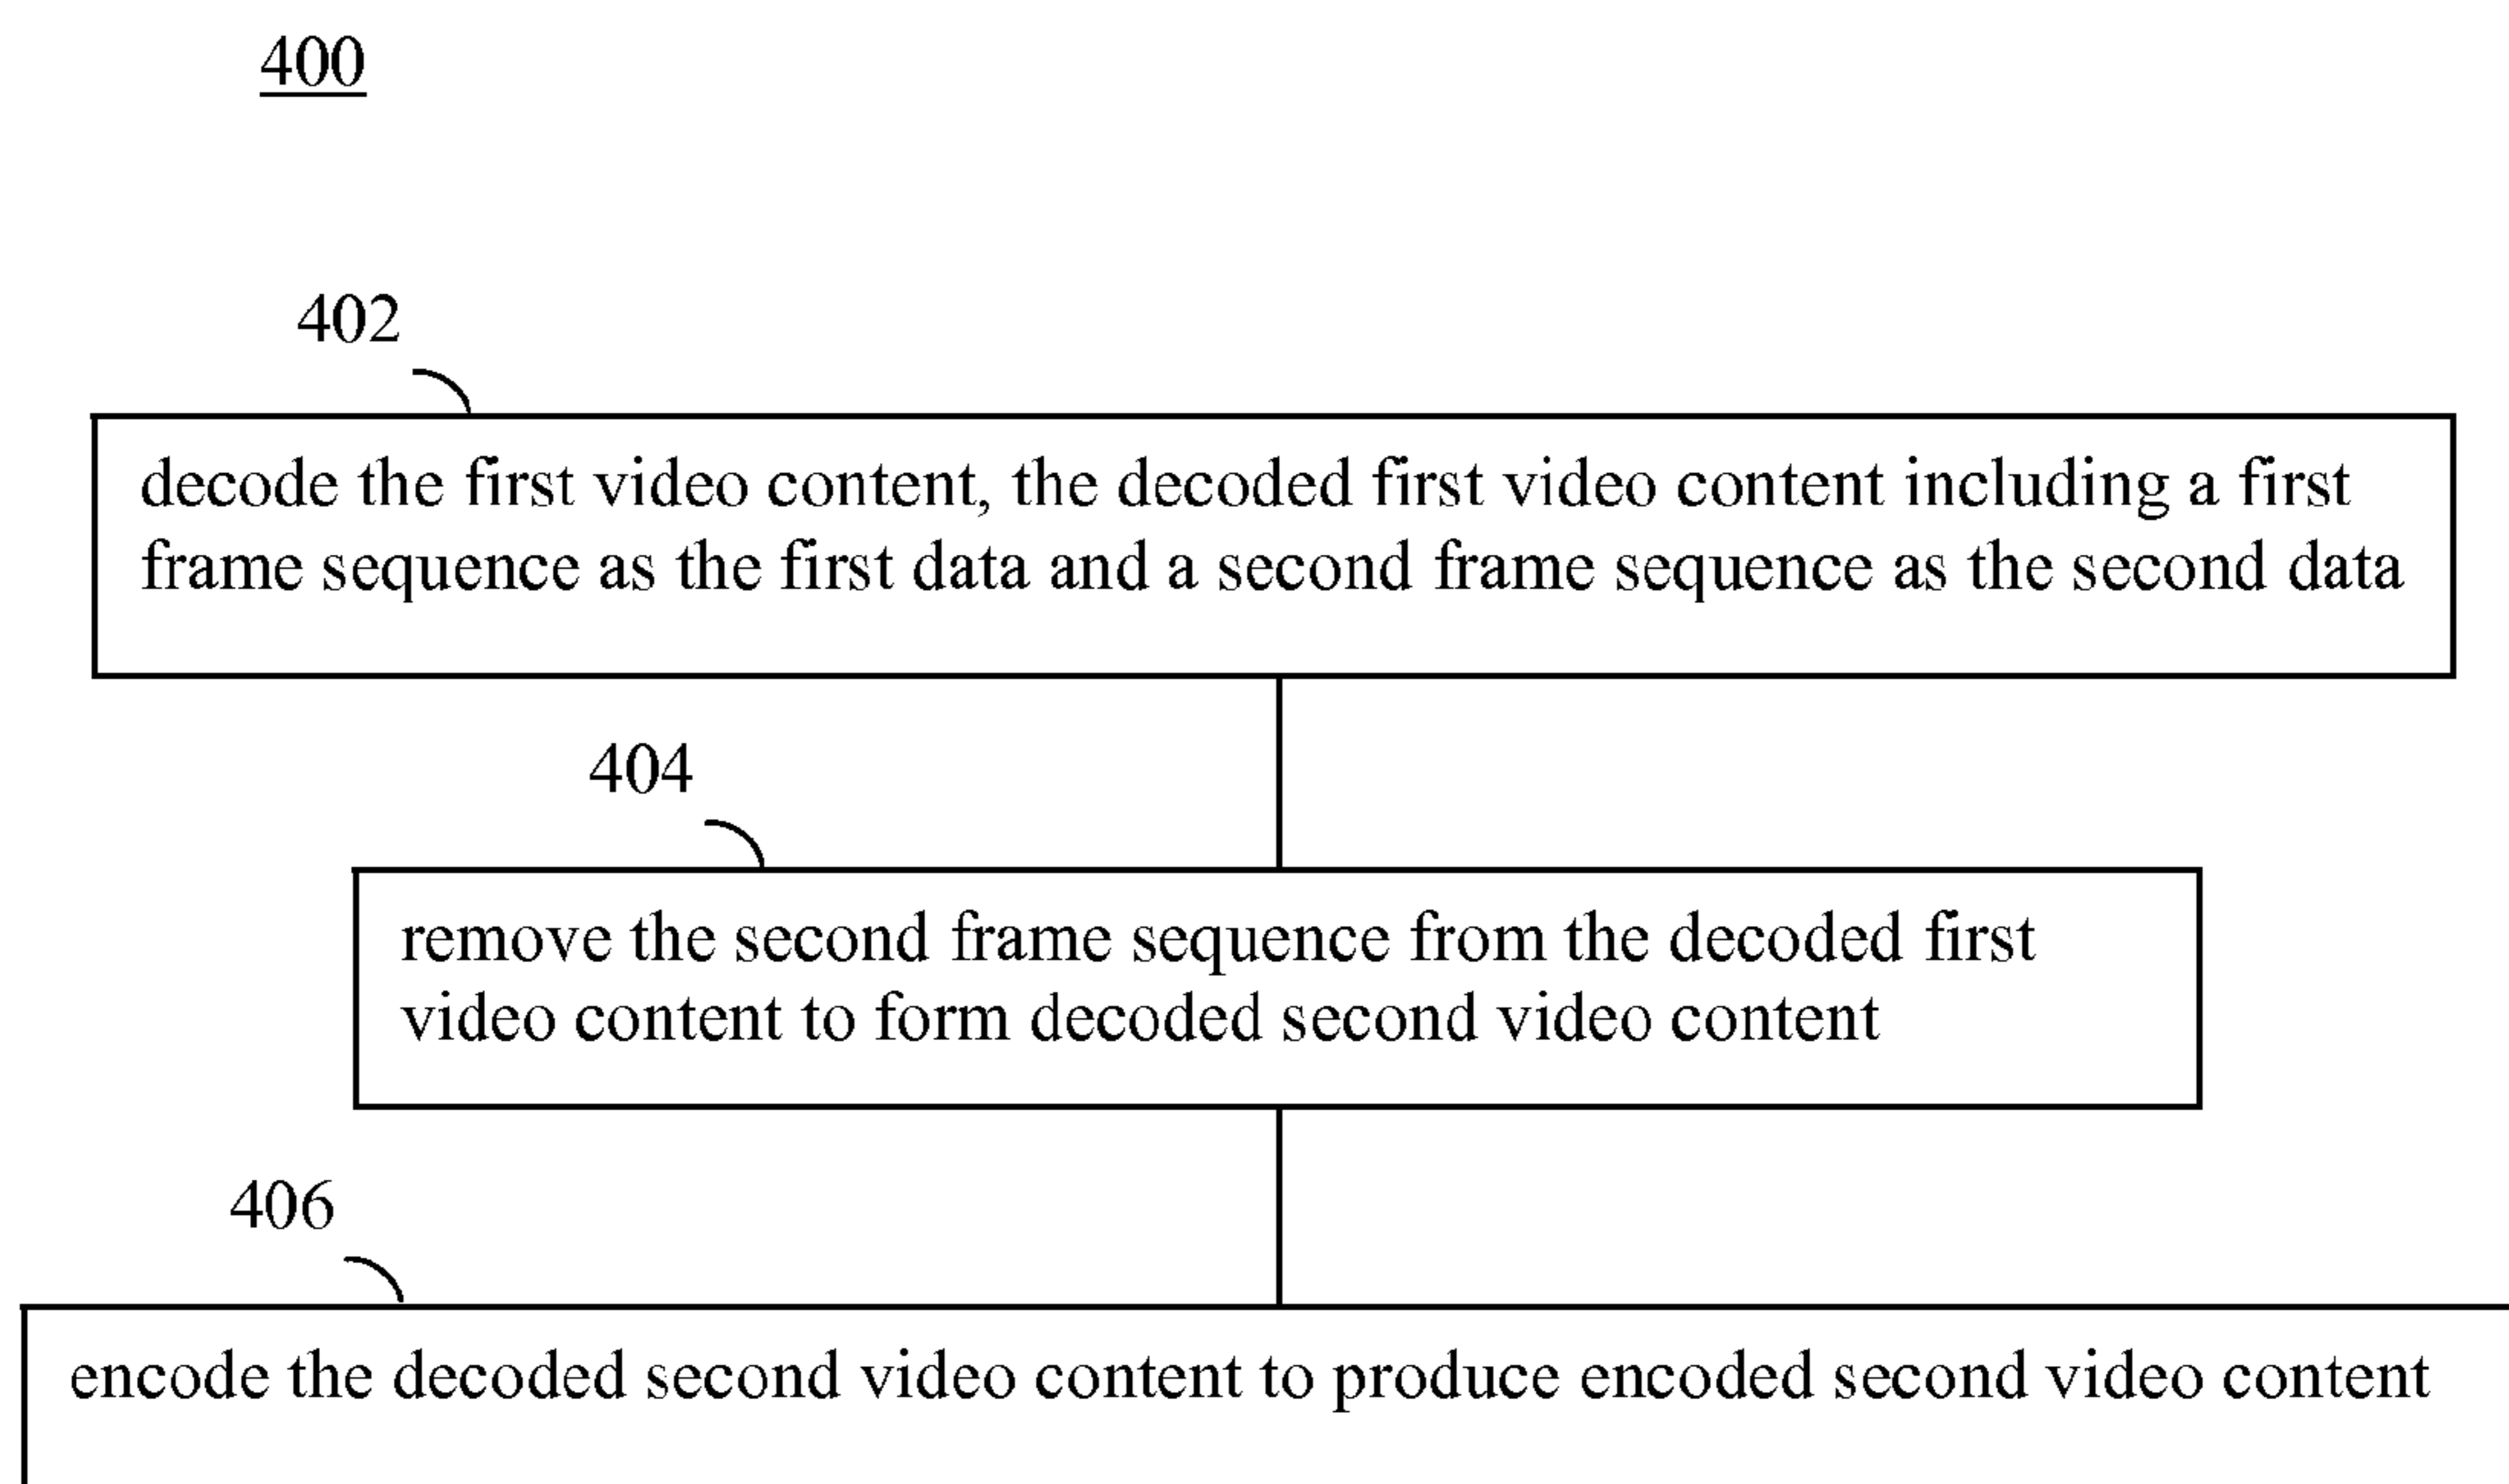 400
402
decode the first video content, the decoded first video content including a first
frame sequence as the first data and a second frame sequence as the second data
404
remove the second frame sequence from the decoded first
video content to form decoded second video content
406
encode the decoded second video content to produce encoded second video content